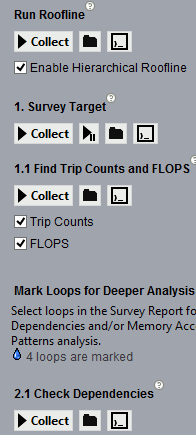 Run Roofline ?
Collect
Enable Hierarchical Roofline
1. Survey Target ?
Collect
1.1 Find Trip Counts and FLOPS ?
Collect
Trip Counts
FLOPS
Mark Loops for Deeper Analysis
Select loops in the Survey Report fo
Dependencies and/or Memory Acc
Patterns analysis.
4 loops are marked
2.1 Check Dependencies ?
Collect